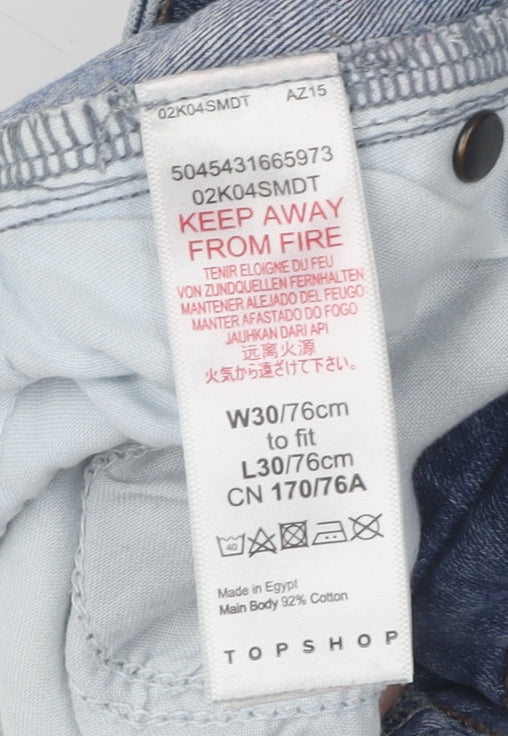 02K04SMDT AZ15
5045431665973
02K04SMDT
KEEP AWAY
FROM FIRE
TENIR ELOIGNE DU FEU
VON ZUNDQUELLEN FERNHALTEN
MANTENER ALEJADO DEL FEUGO
MANTER AFASTADO DO FOGO
JAUHKAN DARI API
远离火源
火気から遠ざけて下さい。
W30/76cm
to fit
L30/76cm
CN 170/76A
40
Made in Egypt
Main Body 92% Cotton
TOPSHOP